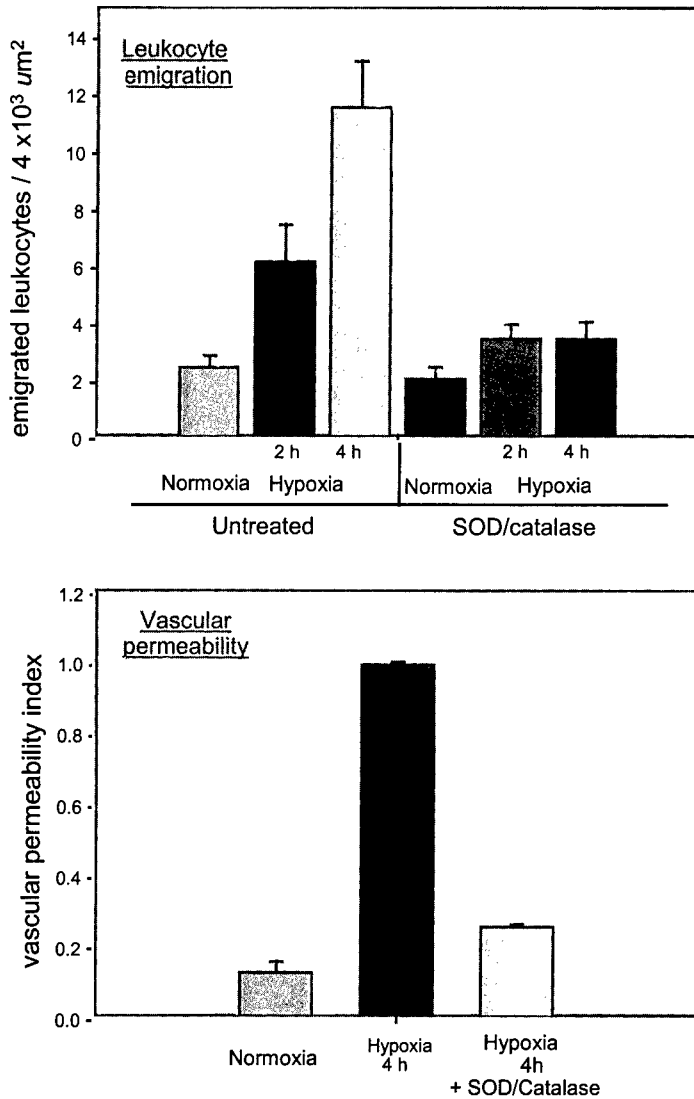 14
12
10
8
6
4
2
0
emigrated leukocytes / 4 x10³ um²
Leukocyte
emigration
2 h 4 h 2 h 4 h
Normoxia Hypoxia Normoxia Hypoxia
Untreated SOD/catalase
1.2
1.0
0.8
0.6
0.4
0.2
0.0
vascular permeability index
Vascular
permeability
Normoxia Hypoxia Hypoxia
4 h 4h
+ SOD/Catalase